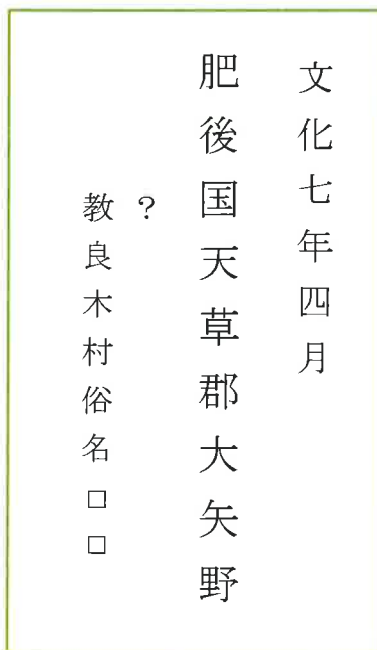 文化七年四月
肥後国天草郡大矢野
?
教良木村俗名□□